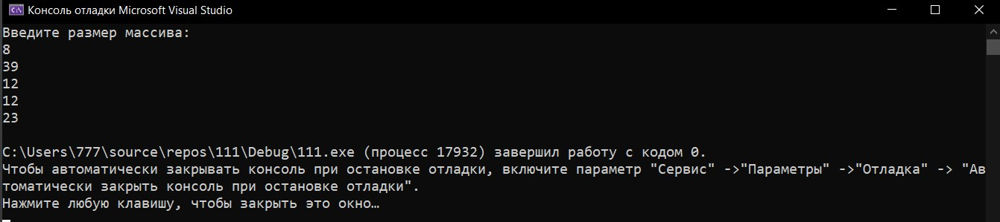 Консоль отладки Microsoft Visual Studio
Введите размер массива:
8
39
12
12
23
C:\Users\777\source\repos\111\Debug\111.exe (процесс 17932) завершил работу с кодом 0.
Чтобы автоматически закрывать консоль при остановке отладки, включите параметр "Сервис" ->"Параметры" ->"Отладка" -> "Ав
томатически закрыть консоль при остановке отладки".
Нажмите любую клавишу, чтобы закрыть это окно…